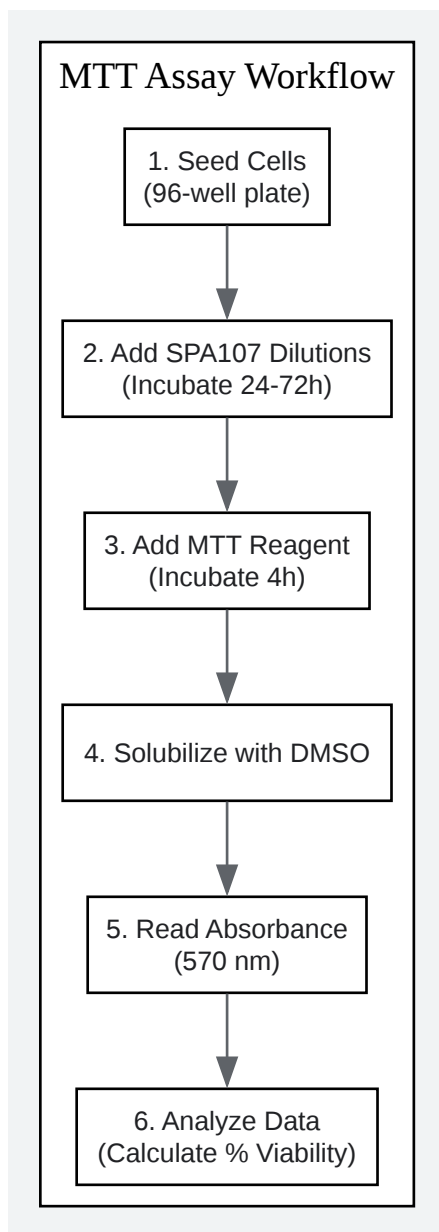 MTT Assay Workflow
1. Seed Cells
(96-well plate)
2. Add SPA107 Dilutions
(Incubate 24-72h)
3. Add MTT Reagent
(Incubate 4h)
4. Solubilize with DMSO
5. Read Absorbance
(570 nm)
6. Analyze Data
(Calculate % Viability)